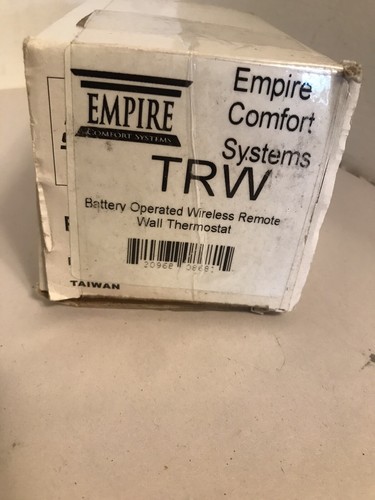 EMPIRE
COMFORT SYSTEMS
Empire
Comfort
Systems
TRW
Battery Operated Wireless Remote
Wall Thermostat
TAIWAN